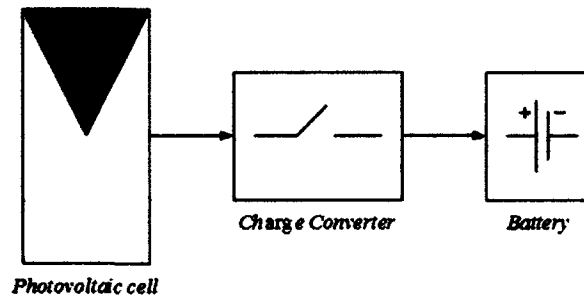 + -
Charge Converter
Battery
Photovoltaic cell